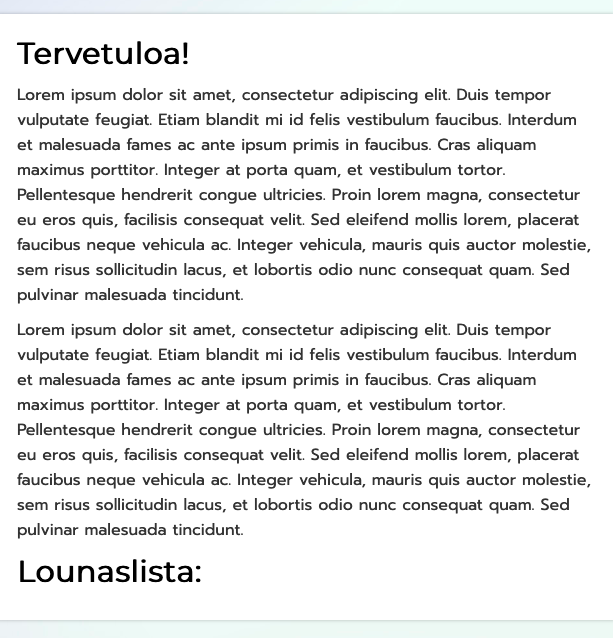 Tervetuloa!
Lorem ipsum dolor sit amet, consectetur adipiscing elit. Duis tempor
vulputate feugiat. Etiam blandit mi id felis vestibulum faucibus. Interdum
et malesuada fames ac ante ipsum primis in faucibus. Cras aliquam
maximus porttitor. Integer at porta quam, et vestibulum tortor.
Pellentesque hendrerit congue ultricies. Proin lorem magna, consectetur
eu eros quis, facilisis consequat velit. Sed eleifend mollis lorem, placerat
faucibus neque vehicula ac. Integer vehicula, mauris quis auctor molestie,
sem risus sollicitudin lacus, et lobortis odio nunc consequat quam. Sed
pulvinar malesuada tincidunt.
Lorem ipsum dolor sit amet, consectetur adipiscing elit. Duis tempor
vulputate feugiat. Etiam blandit mi id felis vestibulum faucibus. Interdum
et malesuada fames ac ante ipsum primis in faucibus. Cras aliquam
maximus porttitor. Integer at porta quam, et vestibulum tortor.
Pellentesque hendrerit congue ultricies. Proin lorem magna, consectetur
eu eros quis, facilisis consequat velit. Sed eleifend mollis lorem, placerat
faucibus neque vehicula ac. Integer vehicula, mauris quis auctor molestie,
sem risus sollicitudin lacus, et lobortis odio nunc consequat quam. Sed
pulvinar malesuada tincidunt.
Lounaslista: